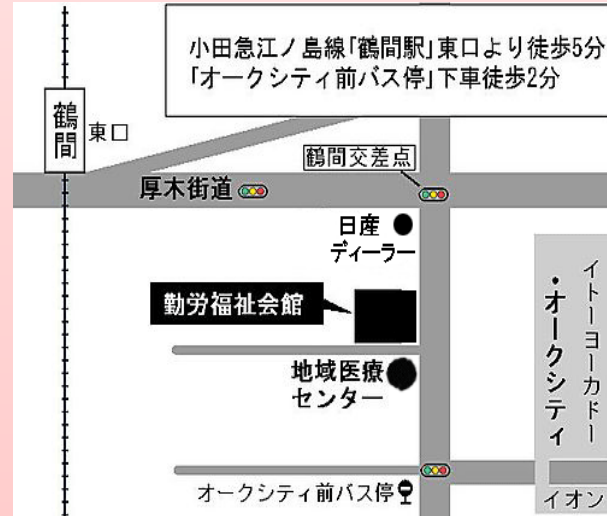 小田急江ノ島線「鶴間駅」東口より徒歩5分
「オークシティ前バス停」下車徒歩2分
鶴間
東口
鶴間交差点
厚木街道
日産
ディーラー
勤労福祉会館
地域医療
センター
イトーヨーカドー
・オークシティ
オークシティ前バス停
イオン